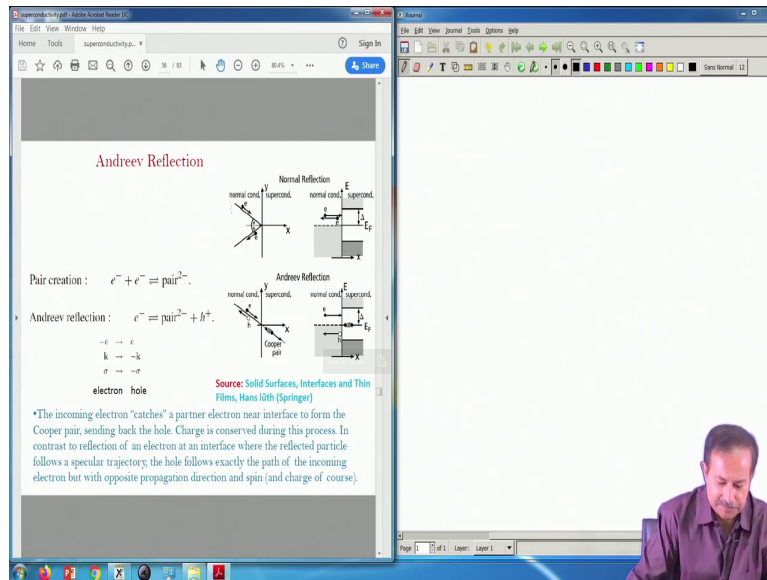 superconductivity.pdf - Adobe Acrobat Reader DC
File Edit View Window Help
Home Tools superconductivity.p... × Sign In
56 / 83 80.4% Share
Andreev Reflection
Normal Reflection
normal cond. y supercond. normal cond. E supercond.
e e Δ
x E_F
e x
Pair creation : e⁻ + e⁻ ⇌ pair²⁻.
Andreev Reflection
normal cond. y supercond. normal cond. E supercond.
Andreev reflection : e⁻ ⇌ pair²⁻ + h⁺.
e e Δ
h x E_F
Cooper h
pair x
−e → e
k → −k
σ → −σ
electron hole
Source: Solid Surfaces, Interfaces and Thin
Films, Hans lüth (Springer)
•The incoming electron “catches” a partner electron near interface to form the
Cooper pair, sending back the hole. Charge is conserved during this process. In
contrast to reflection of an electron at an interface where the reflected particle
follows a specular trajectory, the hole follows exactly the path of the incoming
electron but with opposite propagation direction and spin (and charge of course).
Xournal
File Edit View Journal Tools Options Help
T Sans Normal 12
Page 1 of 1 Layer: Layer 1